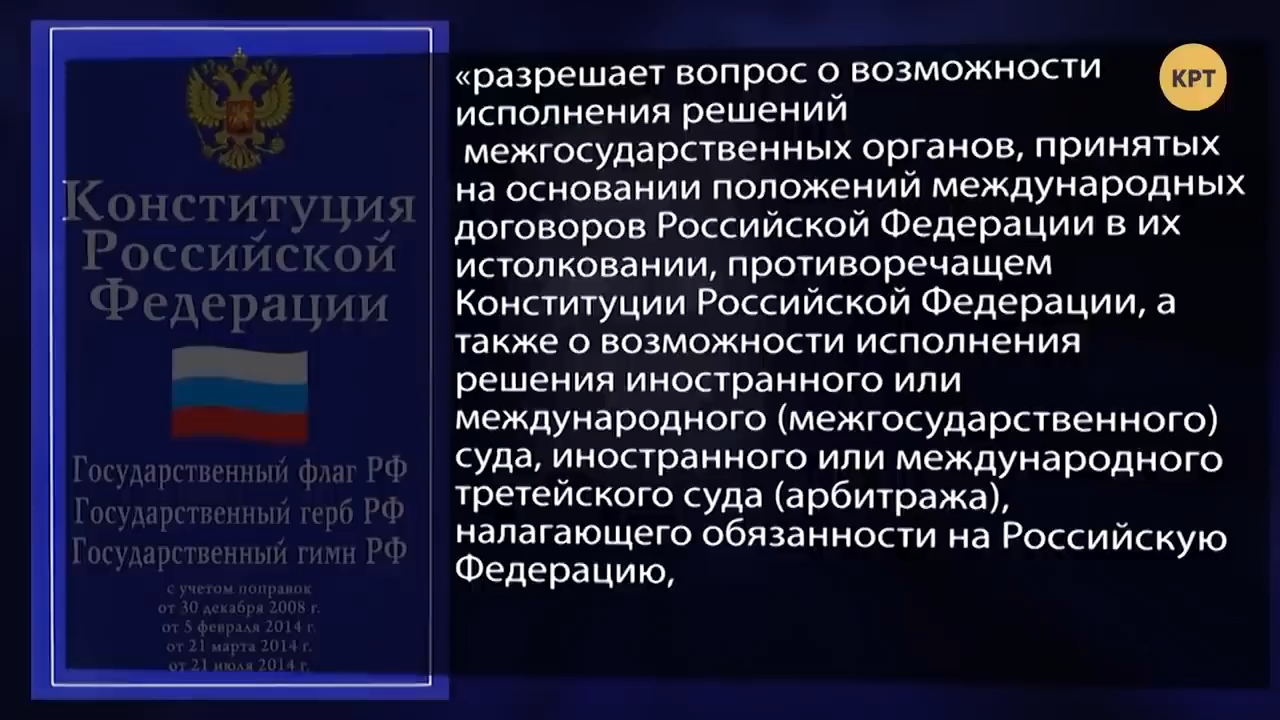 Конституция
Российской
Федерации
Государственный флаг РФ
Государственный герб РФ
Государственный гимн РФ
с учетом поправок
от 30 декабря 2008 г.
от 5 февраля 2014 г.
от 21 марта 2014 г.
от 21 июля 2014 г.
«разрешает вопрос о возможности
исполнения решений
межгосударственных органов, принятых
на основании положений международных
договоров Российской Федерации в их
истолковании, противоречащем
Конституции Российской Федерации, а
также о возможности исполнения
решения иностранного или
международного (межгосударственного)
суда, иностранного или международного
третейского суда (арбитража),
налагающего обязанности на Российскую
Федерацию,
КРТ